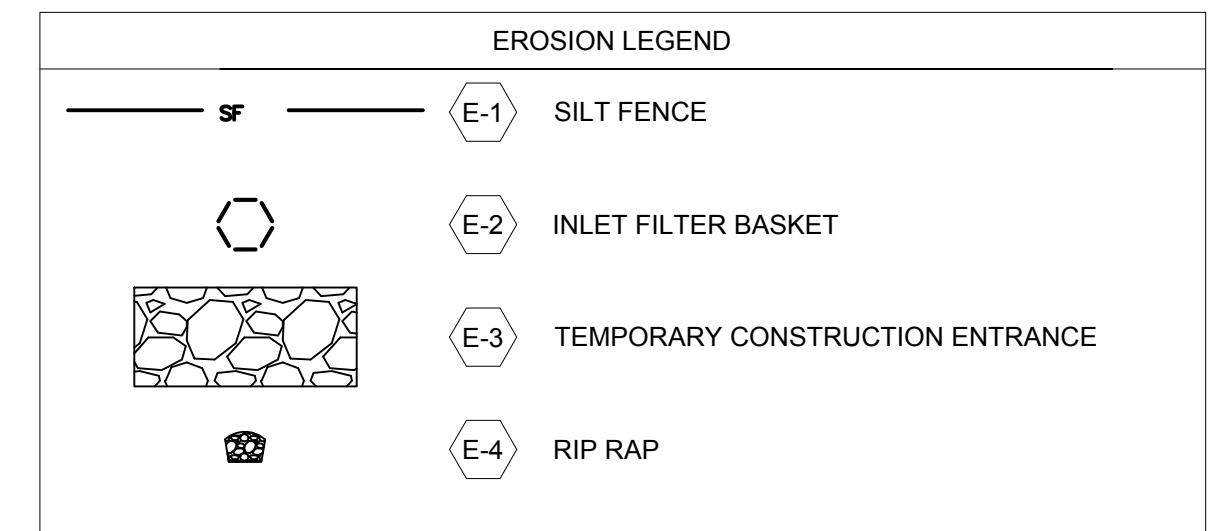 EROSION LEGEND
SF E-1 SILT FENCE
E-2 INLET FILTER BASKET
E-3 TEMPORARY CONSTRUCTION ENTRANCE
E-4 RIP RAP